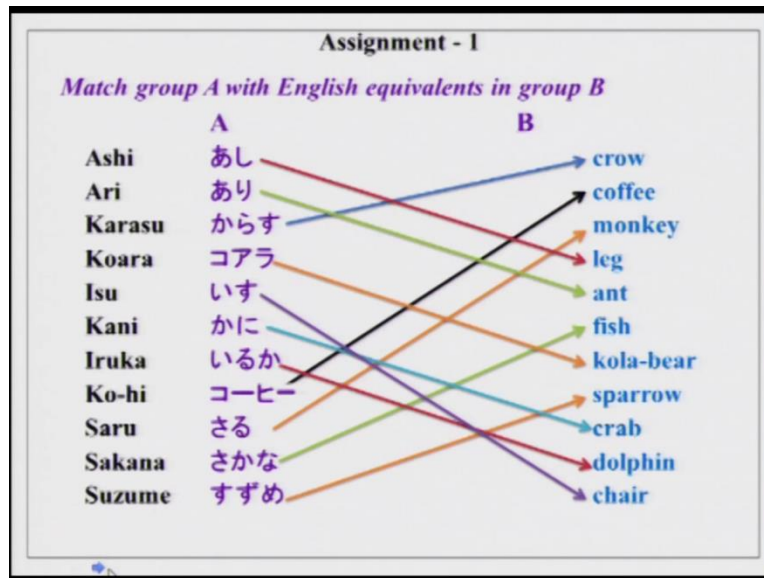 Assignment - 1
Match group A with English equivalents in group B
A B
Ashi あし crow
Ari あり coffee
Karasu からす monkey
Koara コアラ leg
Isu いす ant
Kani かに fish
Iruka いるか kola-bear
Ko-hi コーヒー sparrow
Saru さる crab
Sakana さかな dolphin
Suzume すずめ chair